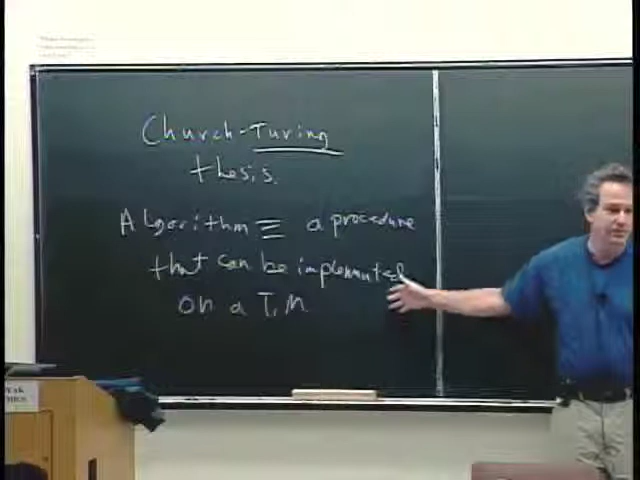 Church-Turing
thesis.
Algorithm ≡ a procedure
that can be implemented
on a T.M